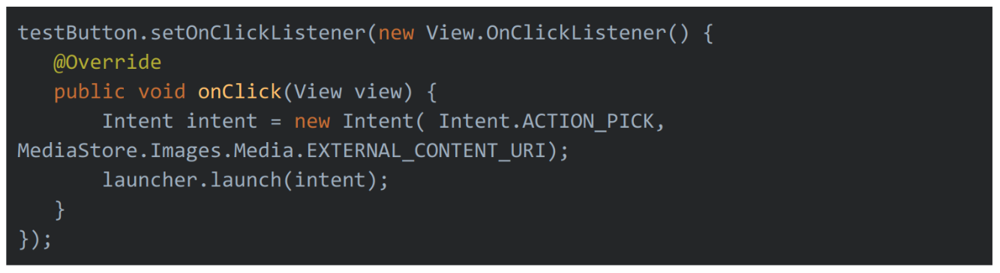 testButton.setOnClickListener(new View.OnClickListener() {
   @Override
   public void onClick(View view) {
       Intent intent = new Intent( Intent.ACTION_PICK,
MediaStore.Images.Media.EXTERNAL_CONTENT_URI);
       launcher.launch(intent);
   }
});